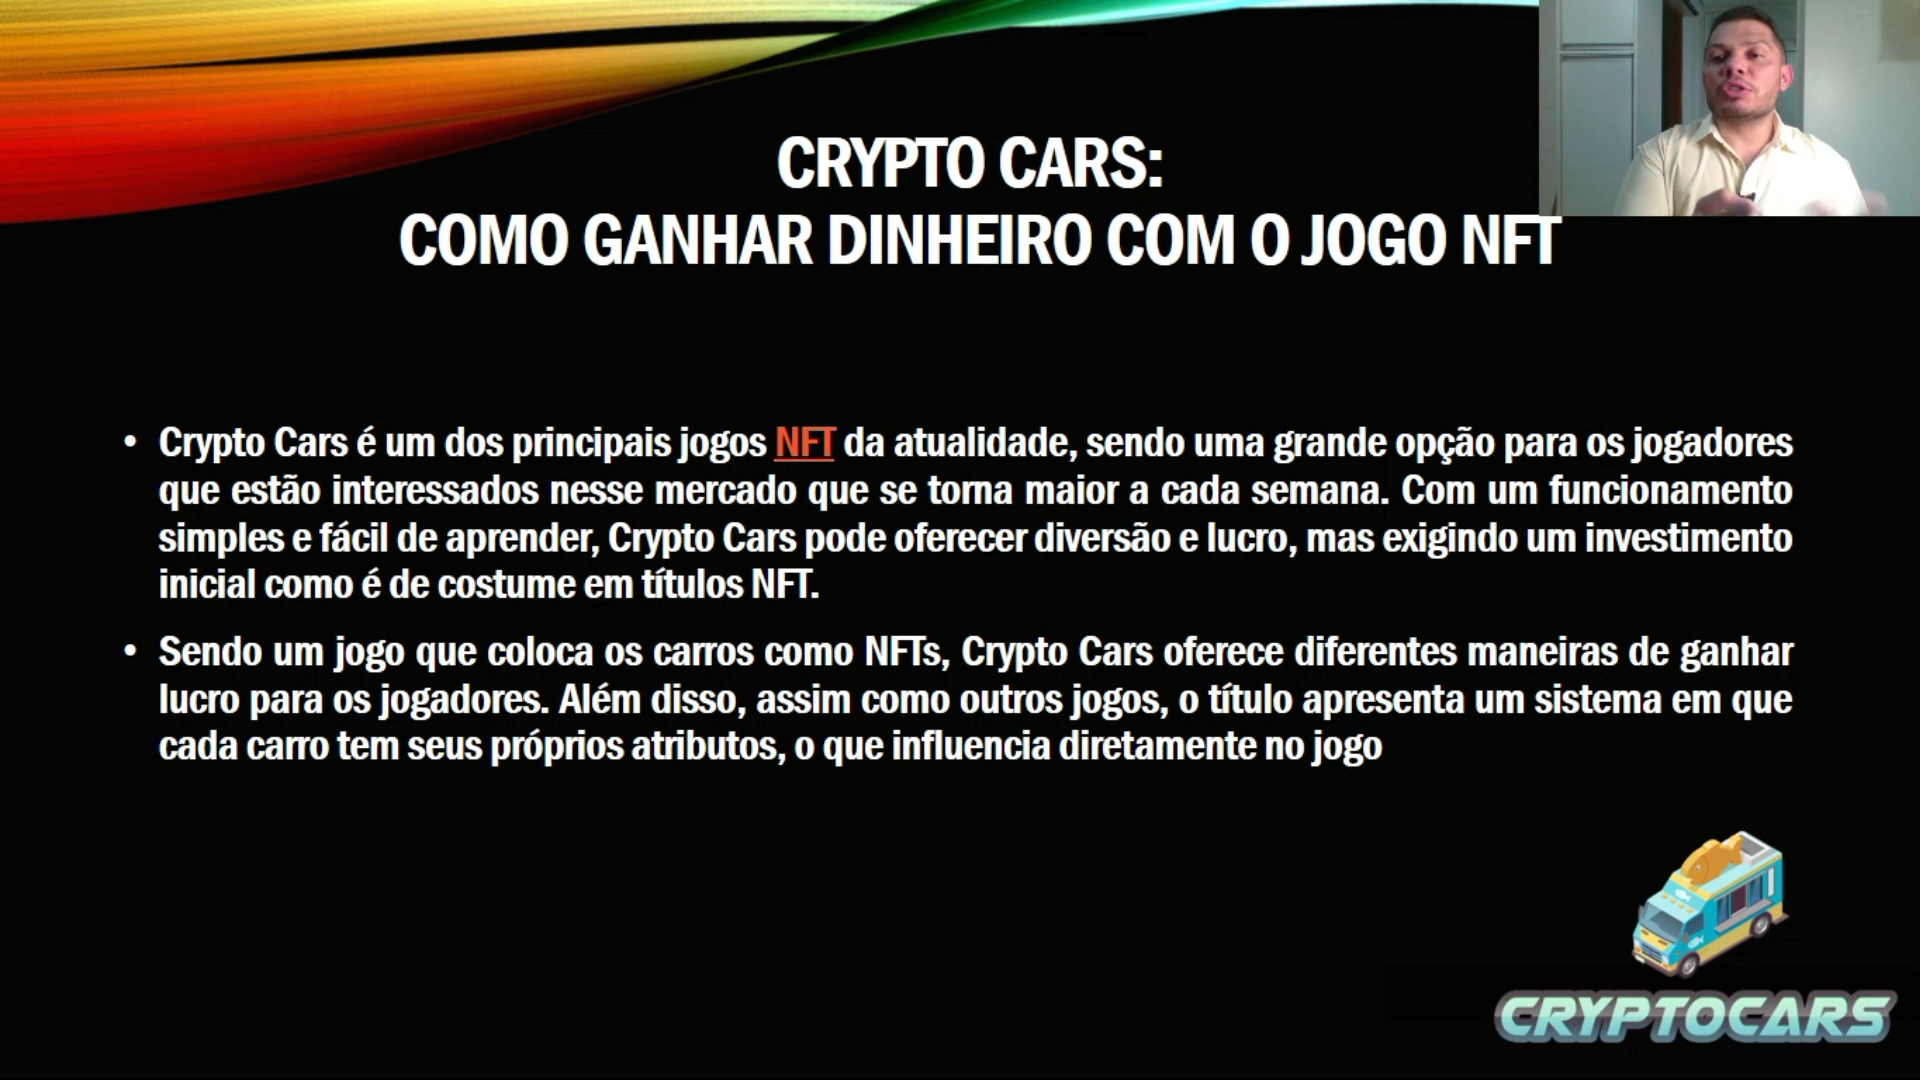 CRYPTO CARS:
COMO GANHAR DINHEIRO COM O JOGO NFT
• Crypto Cars é um dos principais jogos NFT da atualidade, sendo uma grande opção para os jogadores
que estão interessados nesse mercado que se torna maior a cada semana. Com um funcionamento
simples e fácil de aprender, Crypto Cars pode oferecer diversão e lucro, mas exigindo um investimento
inicial como é de costume em títulos NFT.
• Sendo um jogo que coloca os carros como NFTs, Crypto Cars oferece diferentes maneiras de ganhar
lucro para os jogadores. Além disso, assim como outros jogos, o título apresenta um sistema em que
cada carro tem seus próprios atributos, o que influencia diretamente no jogo
CRYPTOCARS